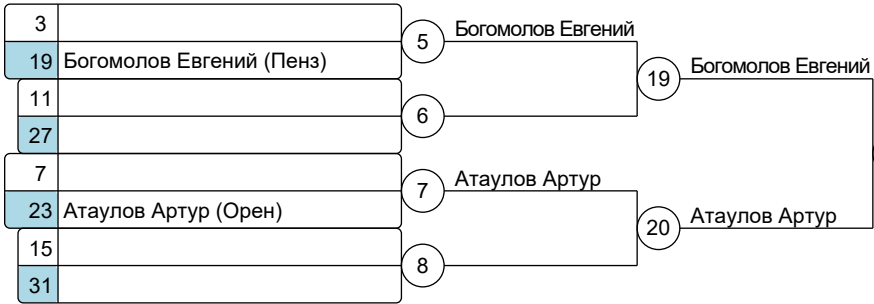 3
5
Богомолов Евгений
19 Богомолов Евгений (Пенз)
19
Богомолов Евгений
11
6
27
7
7
Атаулов Артур
23 Атаулов Артур (Орен)
20
Атаулов Артур
15
8
31